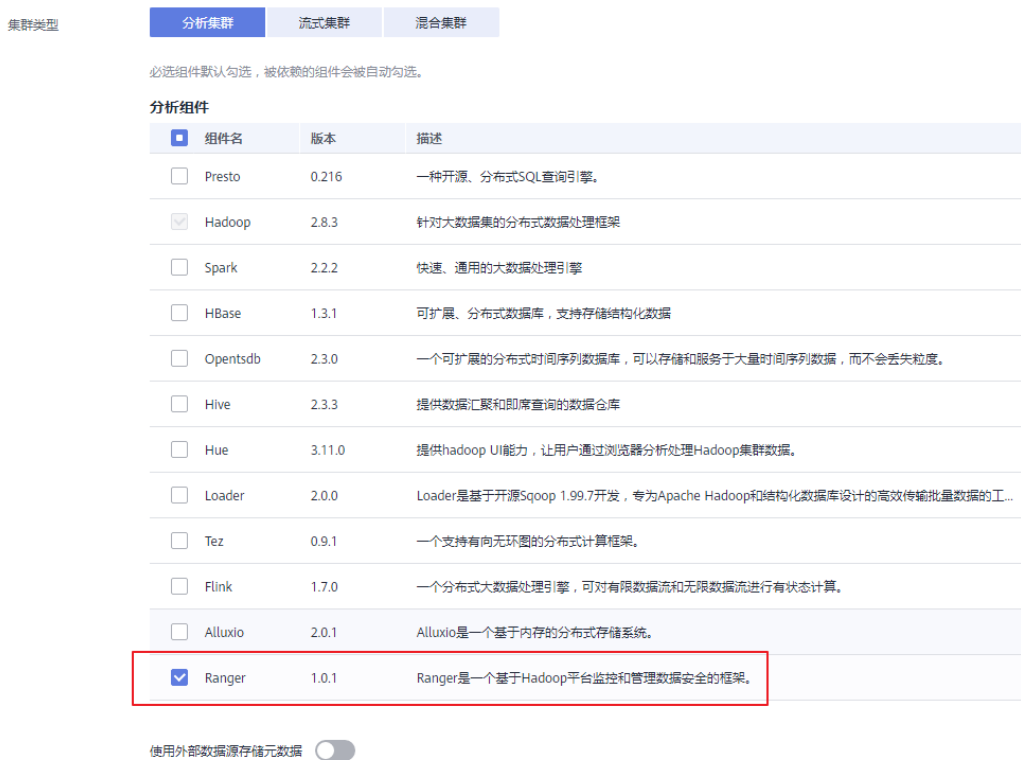 集群类型
分析集群 流式集群 混合集群
必选组件默认勾选，被依赖的组件会被自动勾选。
分析组件
组件名 版本 描述
Presto 0.216 一种开源、分布式SQL查询引擎。
Hadoop 2.8.3 针对大数据集的分布式数据处理框架
Spark 2.2.2 快速、通用的大数据处理引擎
HBase 1.3.1 可扩展、分布式数据库，支持存储结构化数据
Opentsdb 2.3.0 一个可扩展的分布式时间序列数据库，可以存储和服务于大量时间序列数据，而不会丢失粒度。
Hive 2.3.3 提供数据汇聚和即席查询的数据仓库
Hue 3.11.0 提供hadoop UI能力，让用户通过浏览器分析处理Hadoop集群数据。
Loader 2.0.0 Loader是基于开源Sqoop 1.99.7开发，专为Apache Hadoop和结构化数据库设计的高效传输批量数据的工...
Tez 0.9.1 一个支持有向无环图的分布式计算框架。
Flink 1.7.0 一个分布式大数据处理引擎，可对有限数据流和无限数据流进行有状态计算。
Alluxio 2.0.1 Alluxio是一个基于内存的分布式存储系统。
Ranger 1.0.1 Ranger是一个基于Hadoop平台监控和管理数据安全的框架。
使用外部数据源存储元数据